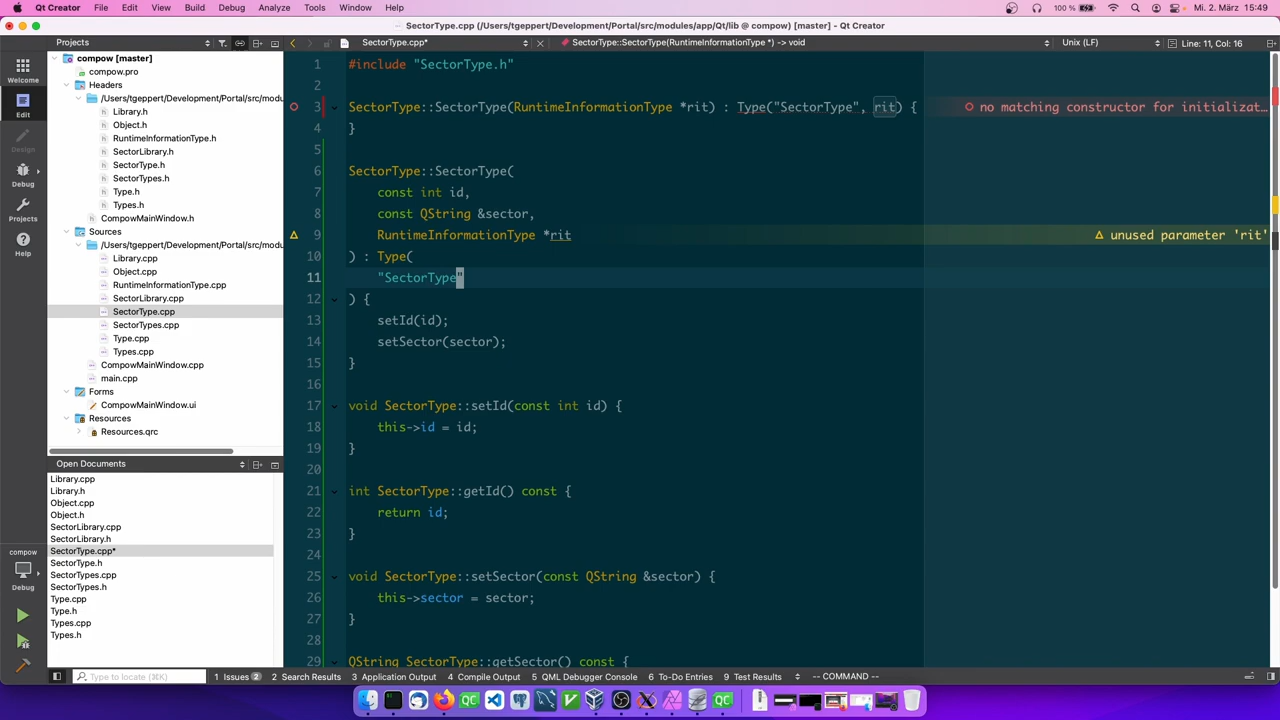 Qt Creator File Edit View Build Debug Analyze Tools Window Help 100 % Mi. 2. März 15:49
SectorType.cpp (/Users/tgeppert/Development/Portal/src/modules/app/Qt/lib @ compow) [master] - Qt Creator
Projects SectorType.cpp* SectorType::SectorType(RuntimeInformationType *) -> void Unix (LF) Line: 11, Col: 16
Welcome
Edit
Design
Debug
Projects
Help
compow
Debug
compow [master]
compow.pro
Headers
/Users/tgeppert/Development/Portal/src/modu
Library.h
Object.h
RuntimeInformationType.h
SectorLibrary.h
SectorType.h
SectorTypes.h
Type.h
Types.h
CompowMainWindow.h
Sources
/Users/tgeppert/Development/Portal/src/modu
Library.cpp
Object.cpp
RuntimeInformationType.cpp
SectorLibrary.cpp
SectorType.cpp
SectorTypes.cpp
Type.cpp
Types.cpp
CompowMainWindow.cpp
main.cpp
Forms
CompowMainWindow.ui
Resources
Resources.qrc
Open Documents
Library.cpp
Library.h
Object.cpp
Object.h
SectorLibrary.cpp
SectorLibrary.h
SectorType.cpp*
SectorType.h
SectorTypes.cpp
SectorTypes.h
Type.cpp
Type.h
Types.cpp
Types.h
1 #include "SectorType.h"
2
3 SectorType::SectorType(RuntimeInformationType *rit) : Type("SectorType", rit) { no matching constructor for initializat…
4 }
5
6 SectorType::SectorType(
7 const int id,
8 const QString &sector,
9 RuntimeInformationType *rit unused parameter 'rit'
10 ) : Type(
11 "SectorType"
12 ) {
13 setId(id);
14 setSector(sector);
15 }
16
17 void SectorType::setId(const int id) {
18 this->id = id;
19 }
20
21 int SectorType::getId() const {
22 return id;
23 }
24
25 void SectorType::setSector(const QString &sector) {
26 this->sector = sector;
27 }
28
29 QString SectorType::getSector() const {
Type to locate (⌘K) 1 Issues 2 2 Search Results 3 Application Output 4 Compile Output 5 QML Debugger Console 6 To-Do Entries 9 Test Results -- COMMAND --
QC QC